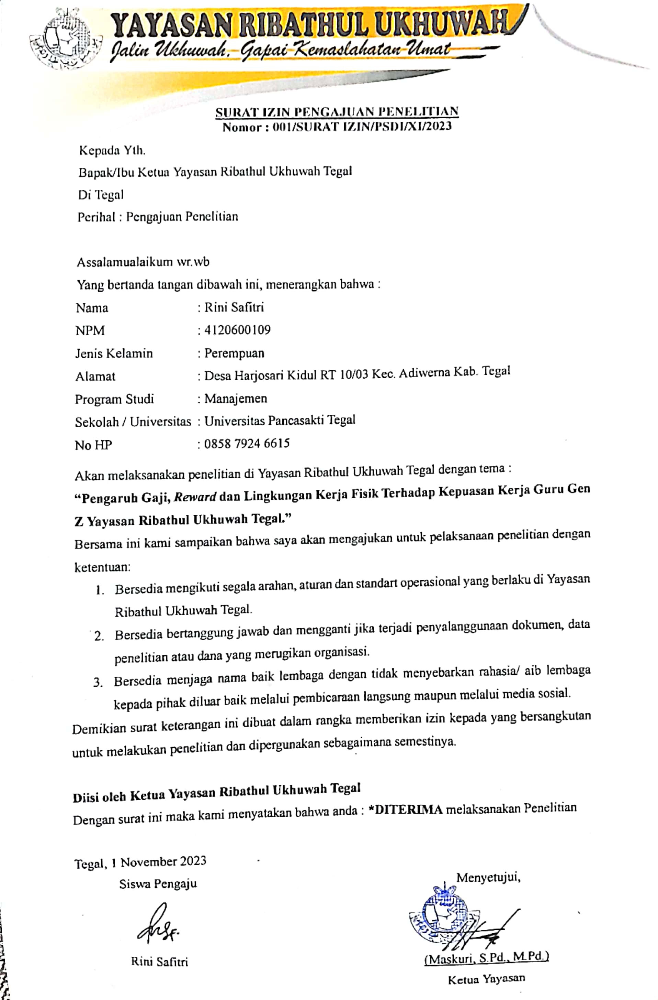 YAYASAN RIBATHUL UKHUWAH
Jalin Ukhuwah, Gapai Kemaslahatan Umat
SURAT IZIN PENGAJUAN PENELITIAN
Nomor : 001/SURAT IZIN/PSDI/XI/2023
Kepada Yth.
Bapak/Ibu Ketua Yayasan Ribathul Ukhuwah Tegal
Di Tegal
Perihal : Pengajuan Penelitian
Assalamualaikum wr.wb
Yang bertanda tangan dibawah ini, menerangkan bahwa :
Nama : Rini Safitri
NPM : 4120600109
Jenis Kelamin : Perempuan
Alamat : Desa Harjosari Kidul RT 10/03 Kec. Adiwerna Kab. Tegal
Program Studi : Manajemen
Sekolah / Universitas : Universitas Pancasakti Tegal
No HP : 0858 7924 6615
Akan melaksanakan penelitian di Yayasan Ribathul Ukhuwah Tegal dengan tema :
“Pengaruh Gaji, Reward dan Lingkungan Kerja Fisik Terhadap Kepuasan Kerja Guru Gen
Z Yayasan Ribathul Ukhuwah Tegal.”
Bersama ini kami sampaikan bahwa saya akan mengajukan untuk pelaksanaan penelitian dengan
ketentuan:
1. Bersedia mengikuti segala arahan, aturan dan standart operasional yang berlaku di Yayasan
Ribathul Ukhuwah Tegal.
2. Bersedia bertanggung jawab dan mengganti jika terjadi penyalanggunaan dokumen, data
penelitian atau dana yang merugikan organisasi.
3. Bersedia menjaga nama baik lembaga dengan tidak menyebarkan rahasia/ aib lembaga
kepada pihak diluar baik melalui pembicaraan langsung maupun melalui media sosial.
Demikian surat keterangan ini dibuat dalam rangka memberikan izin kepada yang bersangkutan
untuk melakukan penelitian dan dipergunakan sebagaimana semestinya.
Diisi oleh Ketua Yayasan Ribathul Ukhuwah Tegal
Dengan surat ini maka kami menyatakan bahwa anda : *DITERIMA melaksanakan Penelitian
Tegal, 1 November 2023
Siswa Pengaju
Menyetujui,
Rini Safitri
(Maskuri, S.Pd., M.Pd.)
Ketua Yayasan